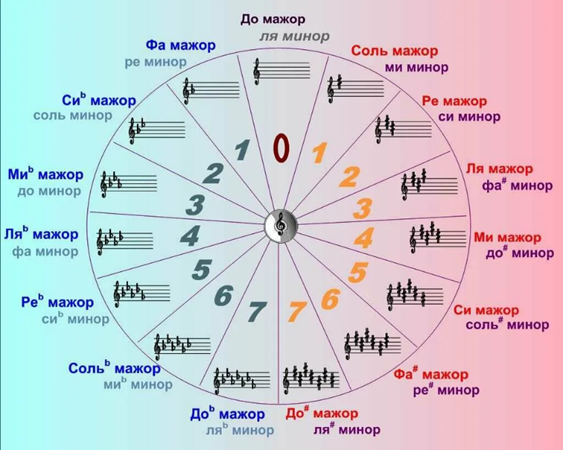 До мажор
ля минор
Соль мажор
ми минор
Ре мажор
си минор
Ля мажор
фа# минор
Ми мажор
до# минор
Си мажор
соль# минор
Фа# мажор
ре# минор
До# мажор
ля# минор
Доb мажор
ляb минор
Сольb мажор
миb минор
Реb мажор
сиb минор
Ляb мажор
фа минор
Миb мажор
до минор
Сиb мажор
соль минор
Фа мажор
ре минор
0
1
2
3
4
5
6
7
7
6
5
4
3
2
1